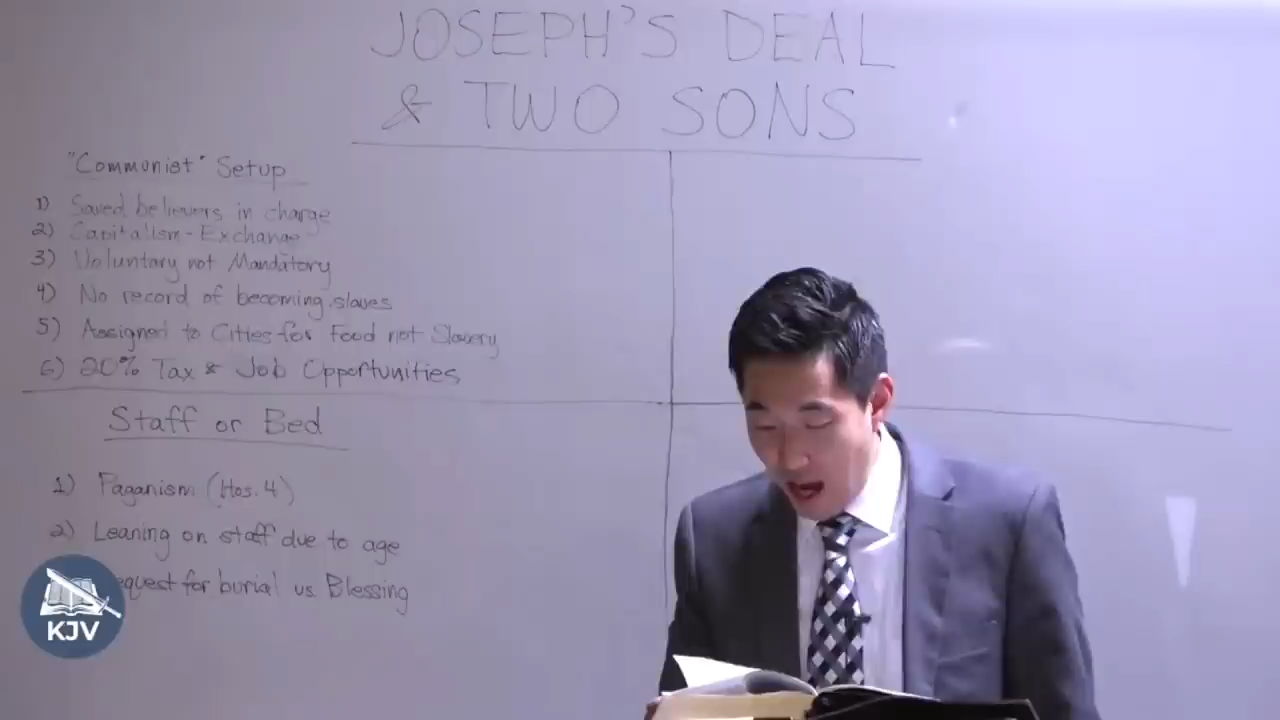 JOSEPH'S DEAL
& TWO SONS
"Communist" Setup
1) Saved believers in charge
2) Capitalism - Exchange
3) Voluntary not Mandatory
4) No record of becoming slaves
5) Assigned to Cities for Food not Slavery
6) 20% Tax & Job Opportunities
Staff or Bed
1) Paganism (Hos. 4)
2) Leaning on staff due to age
equest for burial vs. Blessing
KJV